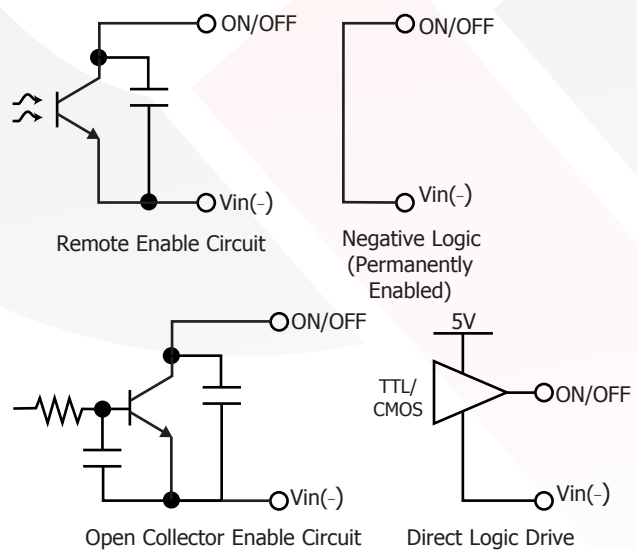 ON/OFF
Vin(–)
Remote Enable Circuit
ON/OFF
Vin(–)
Negative Logic
(Permanently
Enabled)
ON/OFF
Vin(–)
Open Collector Enable Circuit
5V
TTL/
CMOS
ON/OFF
Vin(–)
Direct Logic Drive